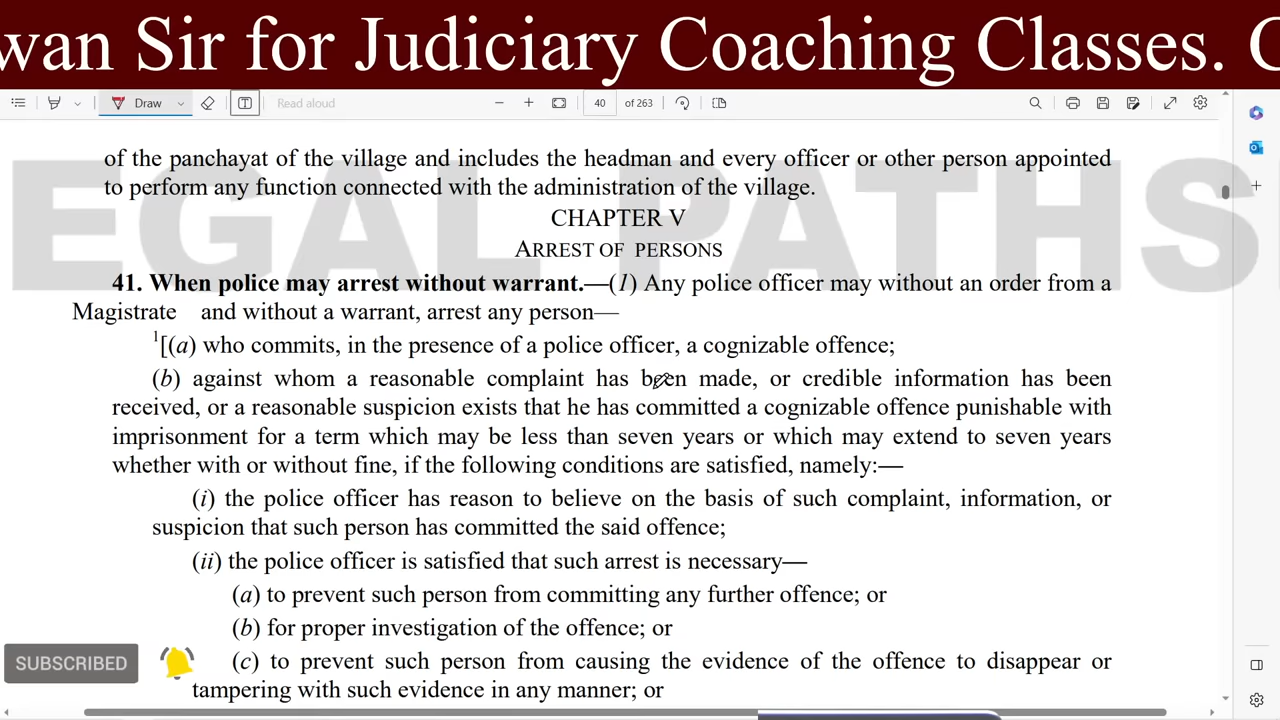 wan Sir for Judiciary Coaching Classes. C
Draw
Read aloud
40 of 263
of the panchayat of the village and includes the headman and every officer or other person appointed
to perform any function connected with the administration of the village.
CHAPTER V
ARREST OF PERSONS
41. When police may arrest without warrant.—(1) Any police officer may without an order from a
Magistrate and without a warrant, arrest any person—
1[(a) who commits, in the presence of a police officer, a cognizable offence;
(b) against whom a reasonable complaint has been made, or credible information has been
received, or a reasonable suspicion exists that he has committed a cognizable offence punishable with
imprisonment for a term which may be less than seven years or which may extend to seven years
whether with or without fine, if the following conditions are satisfied, namely:—
(i) the police officer has reason to believe on the basis of such complaint, information, or
suspicion that such person has committed the said offence;
(ii) the police officer is satisfied that such arrest is necessary—
(a) to prevent such person from committing any further offence; or
(b) for proper investigation of the offence; or
(c) to prevent such person from causing the evidence of the offence to disappear or
tampering with such evidence in any manner; or
SUBSCRIBED
EGAL PATHS